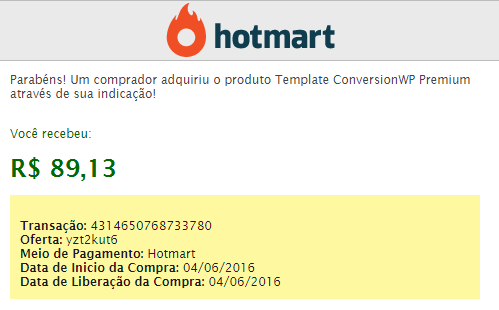 hotmart
Parabéns! Um comprador adquiriu o produto Template ConversionWP Premium
através de sua indicação!
Você recebeu:
R$ 89,13
Transação: 4314650768733780
Oferta: yzt2kut6
Meio de Pagamento: Hotmart
Data de Inicio da Compra: 04/06/2016
Data de Liberação da Compra: 04/06/2016